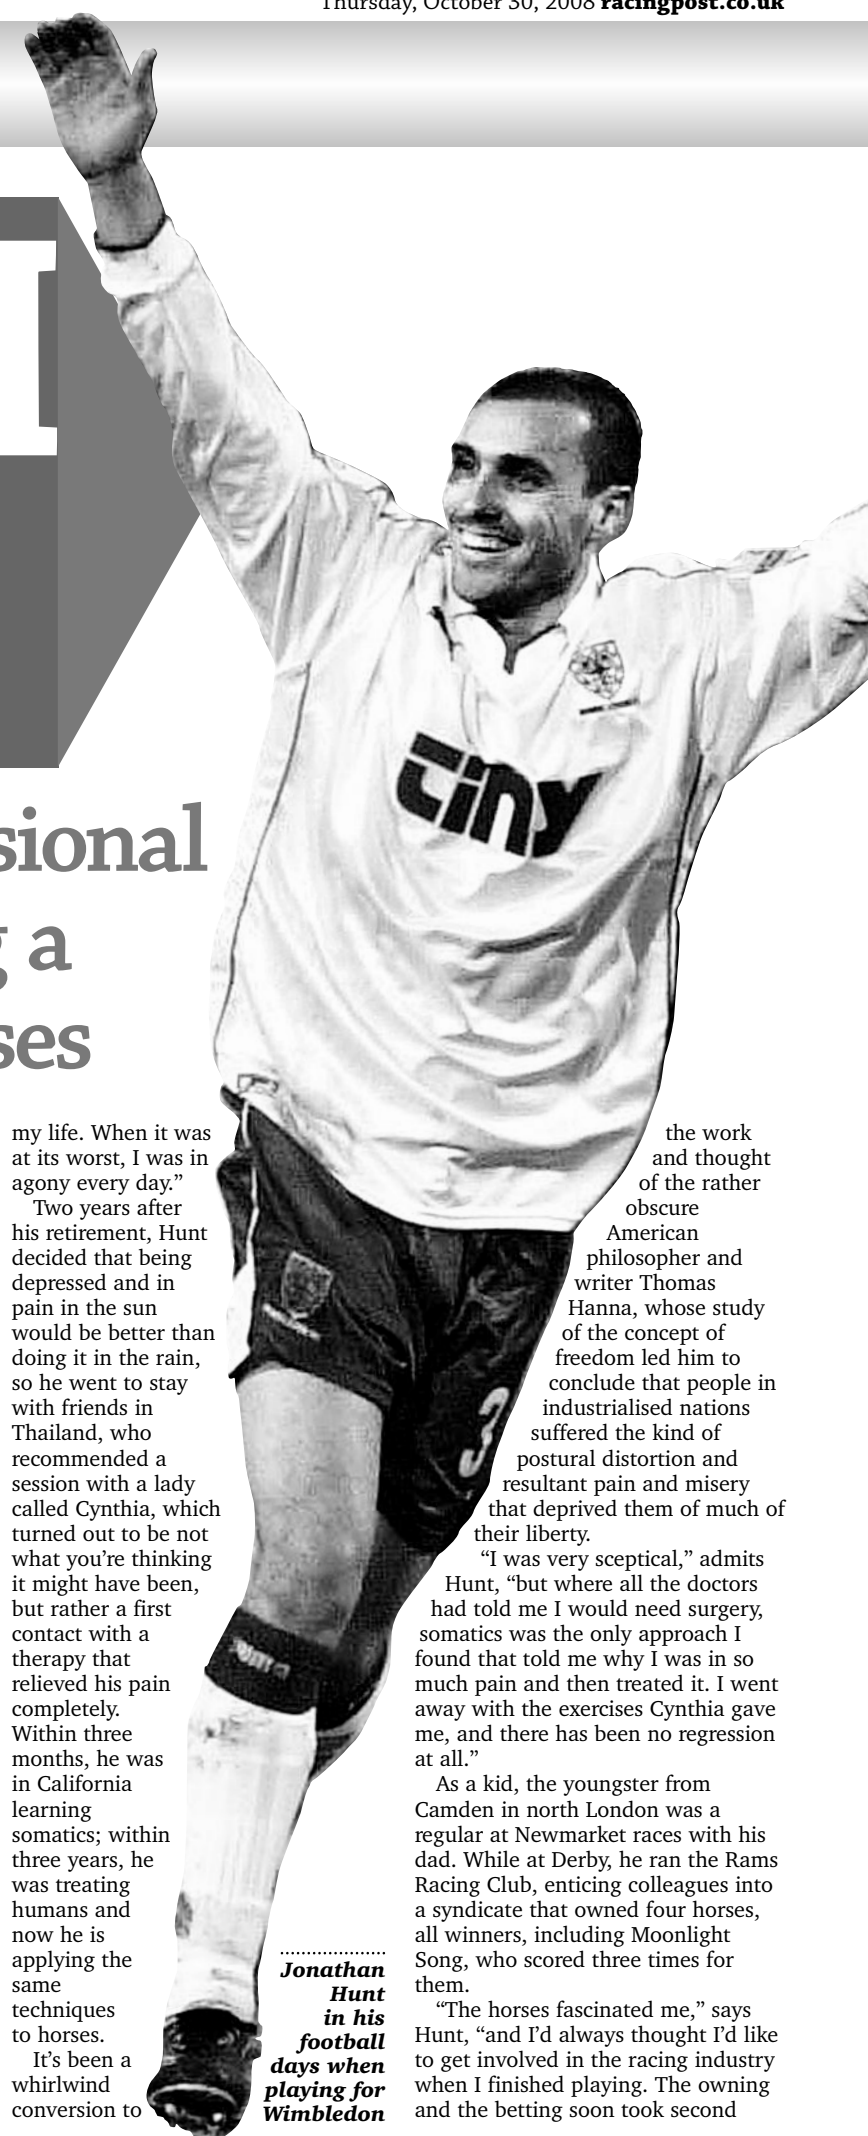 Thursday, October 30, 2008 racingpost.co.uk
sional
g a
ses
tiny
3
my life. When it was
at its worst, I was in
agony every day.”
Two years after
his retirement, Hunt
decided that being
depressed and in
pain in the sun
would be better than
doing it in the rain,
so he went to stay
with friends in
Thailand, who
recommended a
session with a lady
called Cynthia, which
turned out to be not
what you’re thinking
it might have been,
but rather a first
contact with a
therapy that
relieved his pain
completely.
Within three
months, he was
in California
learning
somatics; within
three years, he
was treating
humans and
now he is
applying the
same
techniques
to horses.
It’s been a
whirlwind
conversion to
Jonathan
Hunt
in his
football
days when
playing for
Wimbledon
the work
and thought
of the rather
obscure
American
philosopher and
writer Thomas
Hanna, whose study
of the concept of
freedom led him to
conclude that people in
industrialised nations
suffered the kind of
postural distortion and
resultant pain and misery
that deprived them of much of
their liberty.
“I was very sceptical,” admits
Hunt, “but where all the doctors
had told me I would need surgery,
somatics was the only approach I
found that told me why I was in so
much pain and then treated it. I went
away with the exercises Cynthia gave
me, and there has been no regression
at all.”
As a kid, the youngster from
Camden in north London was a
regular at Newmarket races with his
dad. While at Derby, he ran the Rams
Racing Club, enticing colleagues into
a syndicate that owned four horses,
all winners, including Moonlight
Song, who scored three times for
them.
“The horses fascinated me,” says
Hunt, “and I’d always thought I’d like
to get involved in the racing industry
when I finished playing. The owning
and the betting soon took second